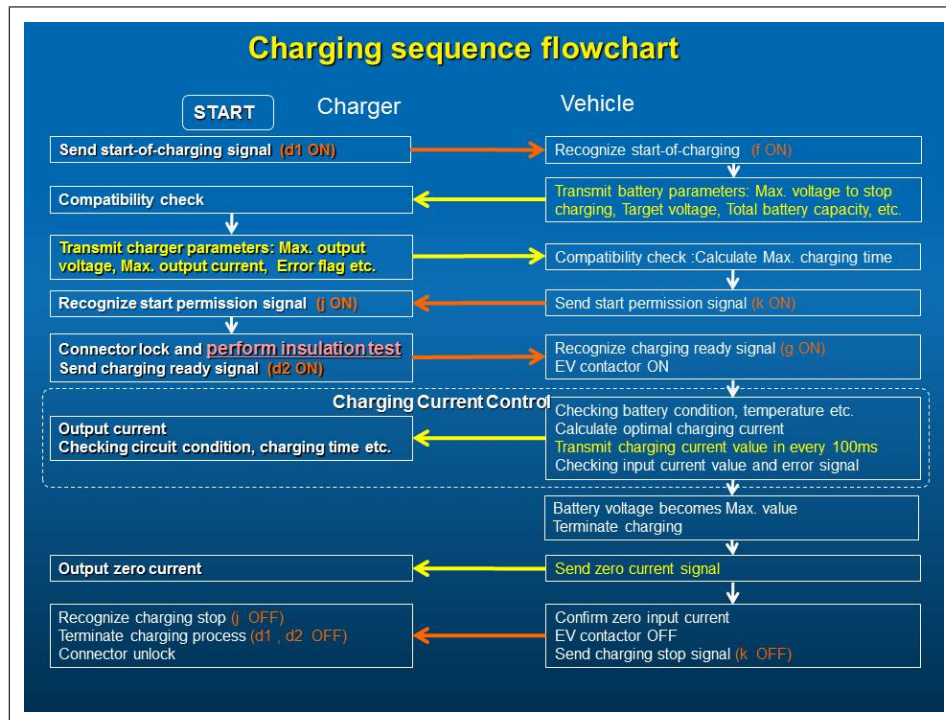 Charging sequence flowchart
START
Charger
Vehicle
Send start-of-charging signal (d1 ON)
Recognize start-of-charging (f ON)
Transmit battery parameters: Max. voltage to stop
charging, Target voltage, Total battery capacity, etc.
Compatibility check
Transmit charger parameters: Max. output
voltage, Max. output current, Error flag etc.
Compatibility check :Calculate Max. charging time
Send start permission signal (k ON)
Recognize start permission signal (j ON)
Connector lock and perform insulation test
Send charging ready signal (d2 ON)
Recognize charging ready signal (g ON)
EV contactor ON
Charging Current Control
Checking battery condition, temperature etc.
Calculate optimal charging current
Transmit charging current value in every 100ms
Checking input current value and error signal
Output current
Checking circuit condition, charging time etc.
Battery voltage becomes Max. value
Terminate charging
Send zero current signal
Output zero current
Confirm zero input current
EV contactor OFF
Send charging stop signal (k OFF)
Recognize charging stop (j OFF)
Terminate charging process (d1 , d2 OFF)
Connector unlock